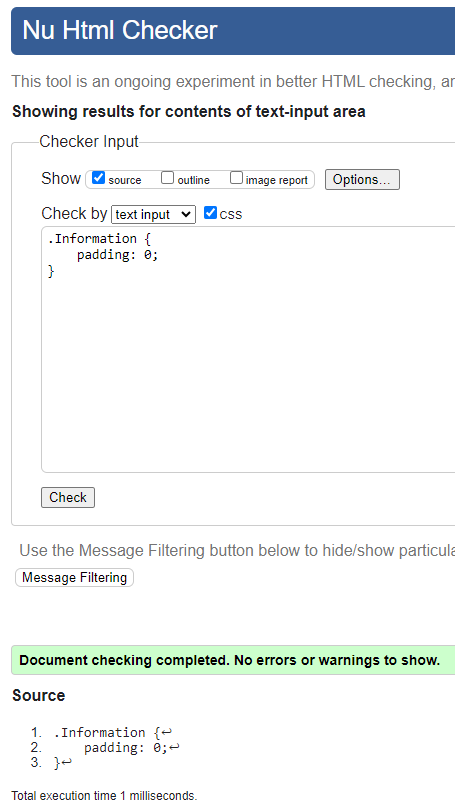 Nu Html Checker
This tool is an ongoing experiment in better HTML checking, ar
Showing results for contents of text-input area
Checker Input
Show source outline image report Options...
Check by text input css
.Information {
    padding: 0;
}
Check
Use the Message Filtering button below to hide/show particula
Message Filtering
Document checking completed. No errors or warnings to show.
Source
1. .Information {↩
2.     padding: 0;↩
3. }↩
Total execution time 1 milliseconds.